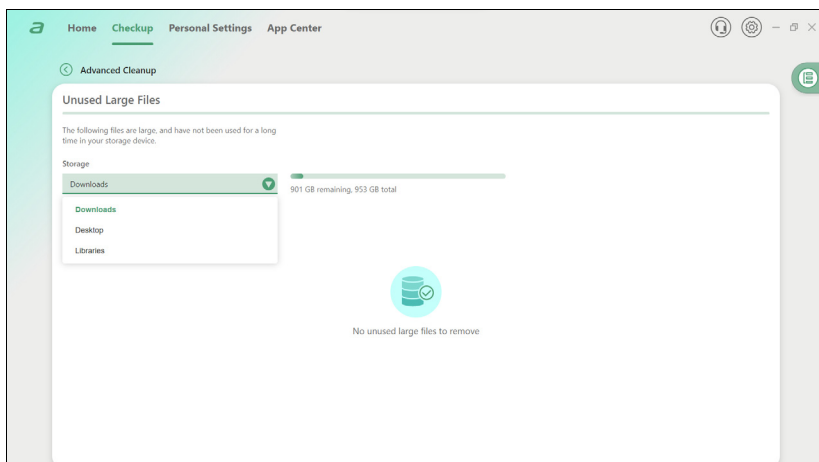 a Home Checkup Personal Settings App Center
Advanced Cleanup
Unused Large Files
The following files are large, and have not been used for a long
time in your storage device.
Storage
Downloads
901 GB remaining, 953 GB total
Downloads
Desktop
Libraries
No unused large files to remove